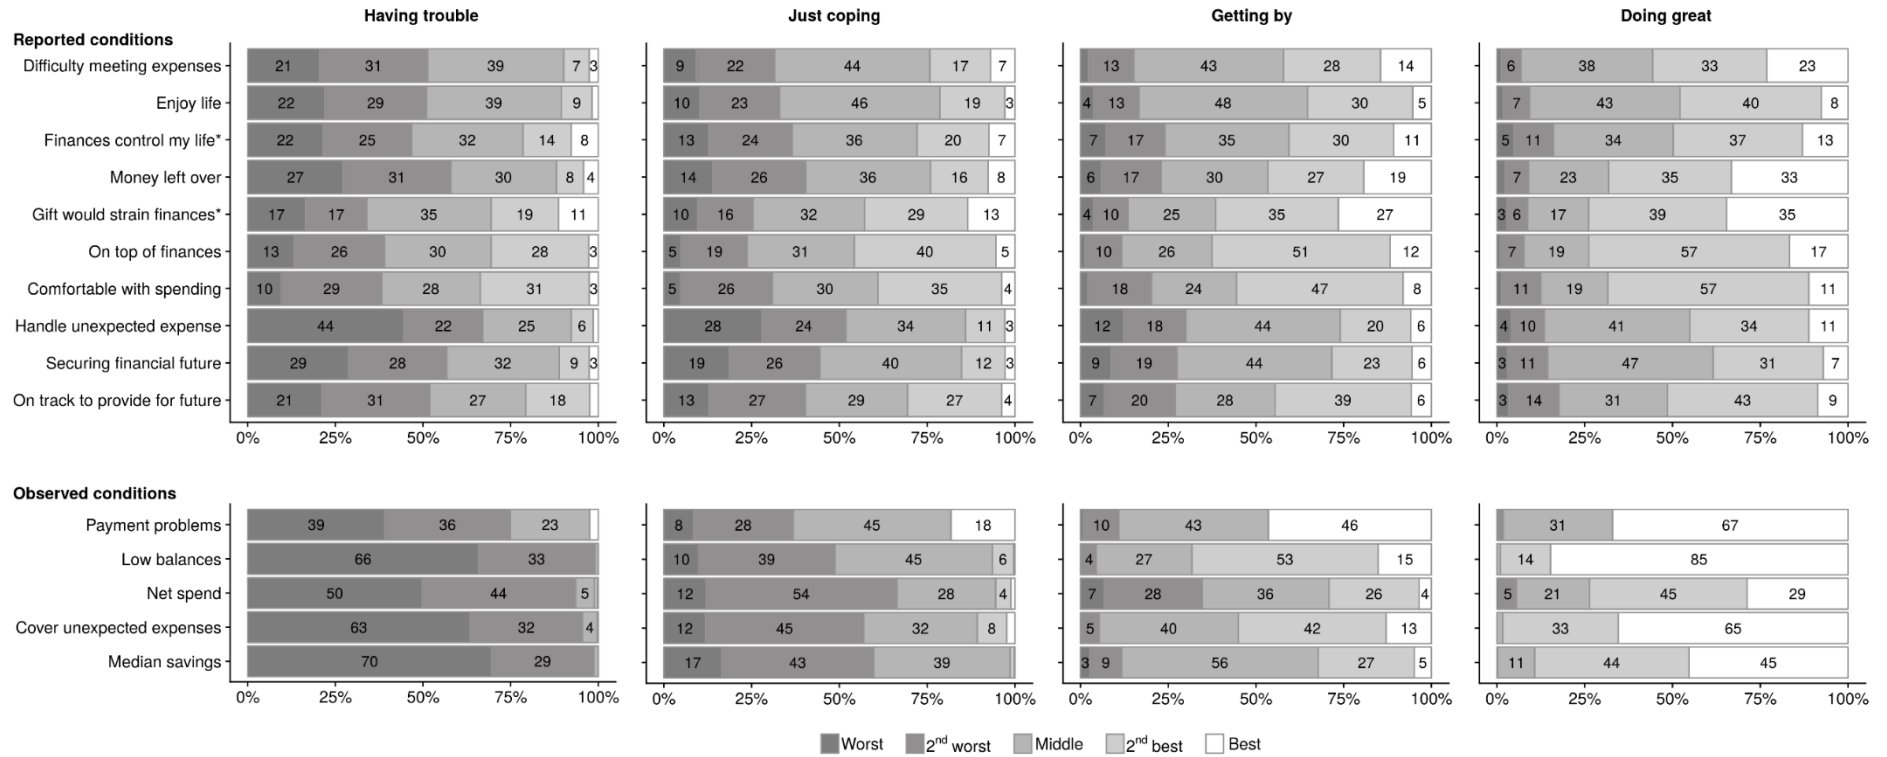 Having trouble Just coping Getting by Doing great
Reported conditions
Difficulty meeting expenses 21 31 39 7 3 9 22 44 17 7 13 43 28 14 6 38 33 23
Enjoy life 22 29 39 9 10 23 46 19 3 4 13 48 30 5 7 43 40 8
Finances control my life* 22 25 32 14 8 13 24 36 20 7 7 17 35 30 11 5 11 34 37 13
Money left over 27 31 30 8 4 14 26 36 16 8 6 17 30 27 19 7 23 35 33
Gift would strain finances* 17 17 35 19 11 10 16 32 29 13 4 10 25 35 27 3 6 17 39 35
On top of finances 13 26 30 28 3 5 19 31 40 5 10 26 51 12 7 19 57 17
Comfortable with spending 10 29 28 31 3 5 26 30 35 4 18 24 47 8 11 19 57 11
Handle unexpected expense 44 22 25 6 28 24 34 11 3 12 18 44 20 6 4 10 41 34 11
Securing financial future 29 28 32 9 3 19 26 40 12 3 9 19 44 23 6 3 11 47 31 7
On track to provide for future 21 31 27 18 13 27 29 27 4 7 20 28 39 6 3 14 31 43 9
0% 25% 50% 75% 100% 0% 25% 50% 75% 100% 0% 25% 50% 75% 100% 0% 25% 50% 75% 100%
Observed conditions
Payment problems 39 36 23 8 28 45 18 10 43 46 31 67
Low balances 66 33 10 39 45 6 4 27 53 15 14 85
Net spend 50 44 5 12 54 28 4 7 28 36 26 4 5 21 45 29
Cover unexpected expenses 63 32 4 12 45 32 8 5 40 42 13 33 65
Median savings 70 29 17 43 39 3 9 56 27 5 11 44 45
0% 25% 50% 75% 100% 0% 25% 50% 75% 100% 0% 25% 50% 75% 100% 0% 25% 50% 75% 100%
Worst 2nd worst Middle 2nd best Best